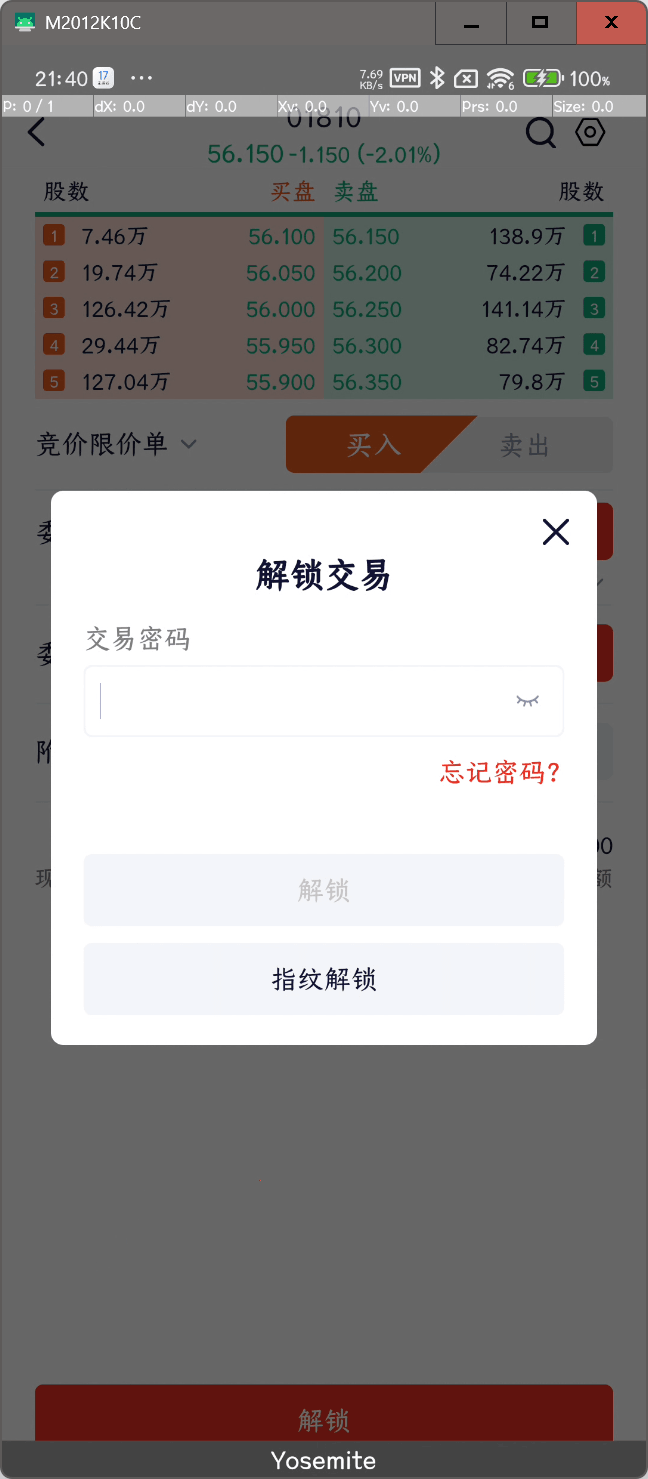 M2012K10C
21:40 17 ... 7.69 KB/s VPN 6 100%
P: 0 / 1 dX: 0.0 dY: 0.0 Xv: 0.0 Yv: 0.0 Prs: 0.0 Size: 0.0
01810
56.150 -1.150 (-2.01%)
股数 买盘 卖盘 股数
1 7.46万 56.100 56.150 138.9万 1
2 19.74万 56.050 56.200 74.22万 2
3 126.42万 56.000 56.250 141.14万 3
4 29.44万 55.950 56.300 82.74万 4
5 127.04万 55.900 56.350 79.8万 5
竞价限价单 买入 卖出
解锁交易
交易密码
忘记密码?
现 额
解锁
指纹解锁
解锁
Yosemite